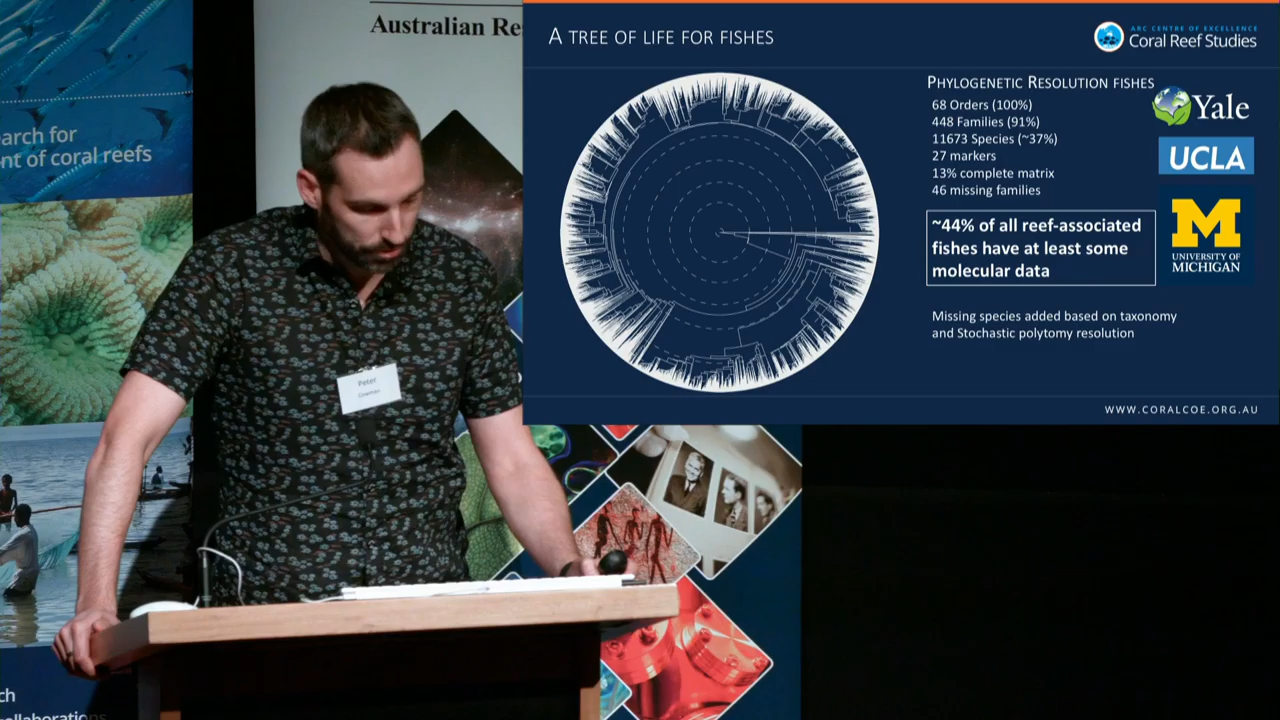 Australian Re
earch for
nt of coral reefs
Peter
ch
ollaborations
A TREE OF LIFE FOR FISHES
ARC CENTRE OF EXCELLENCE
Coral Reef Studies
PHYLOGENETIC RESOLUTION FISHES
68 Orders (100%)
448 Families (91%)
11673 Species (~37%)
27 markers
13% complete matrix
46 missing families
~44% of all reef-associated
fishes have at least some
molecular data
Missing species added based on taxonomy
and Stochastic polytomy resolution
Yale
UCLA
M
UNIVERSITY OF
MICHIGAN
WWW.CORALCOE.ORG.AU